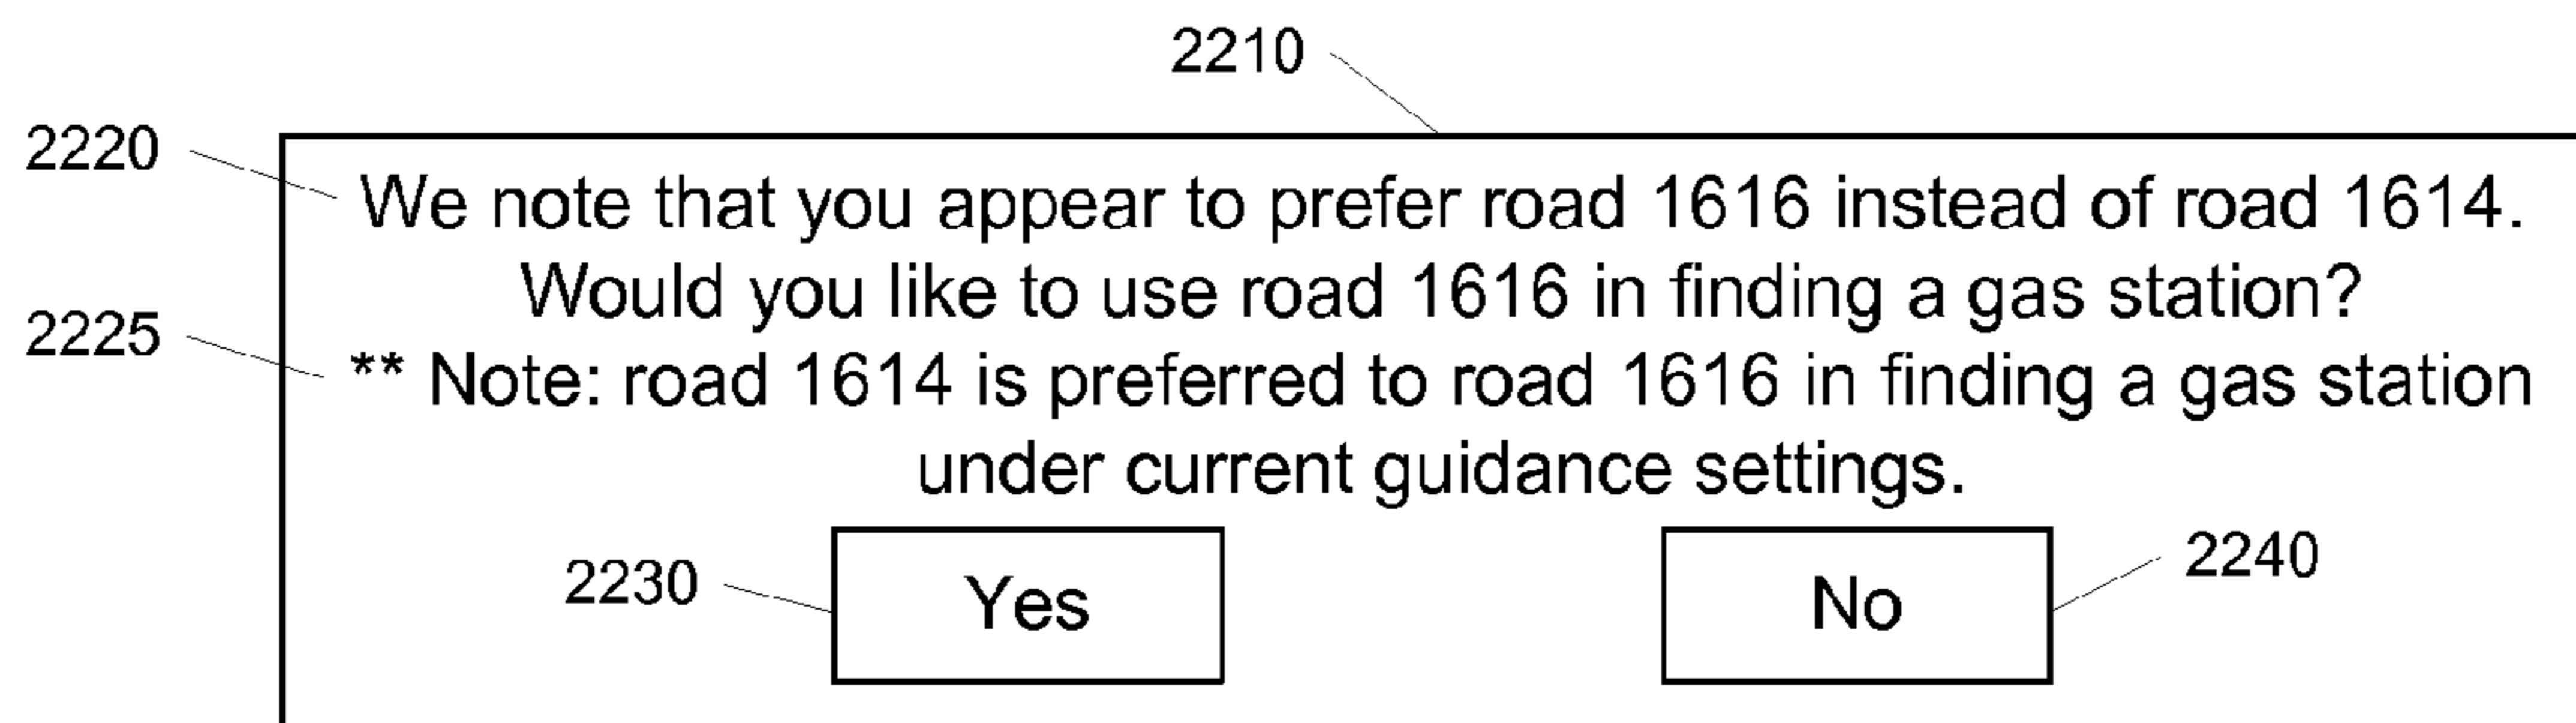 2210
2220
We note that you appear to prefer road 1616 instead of road 1614.
Would you like to use road 1616 in finding a gas station?
2225
** Note: road 1614 is preferred to road 1616 in finding a gas station
under current guidance settings.
2230
Yes
No
2240